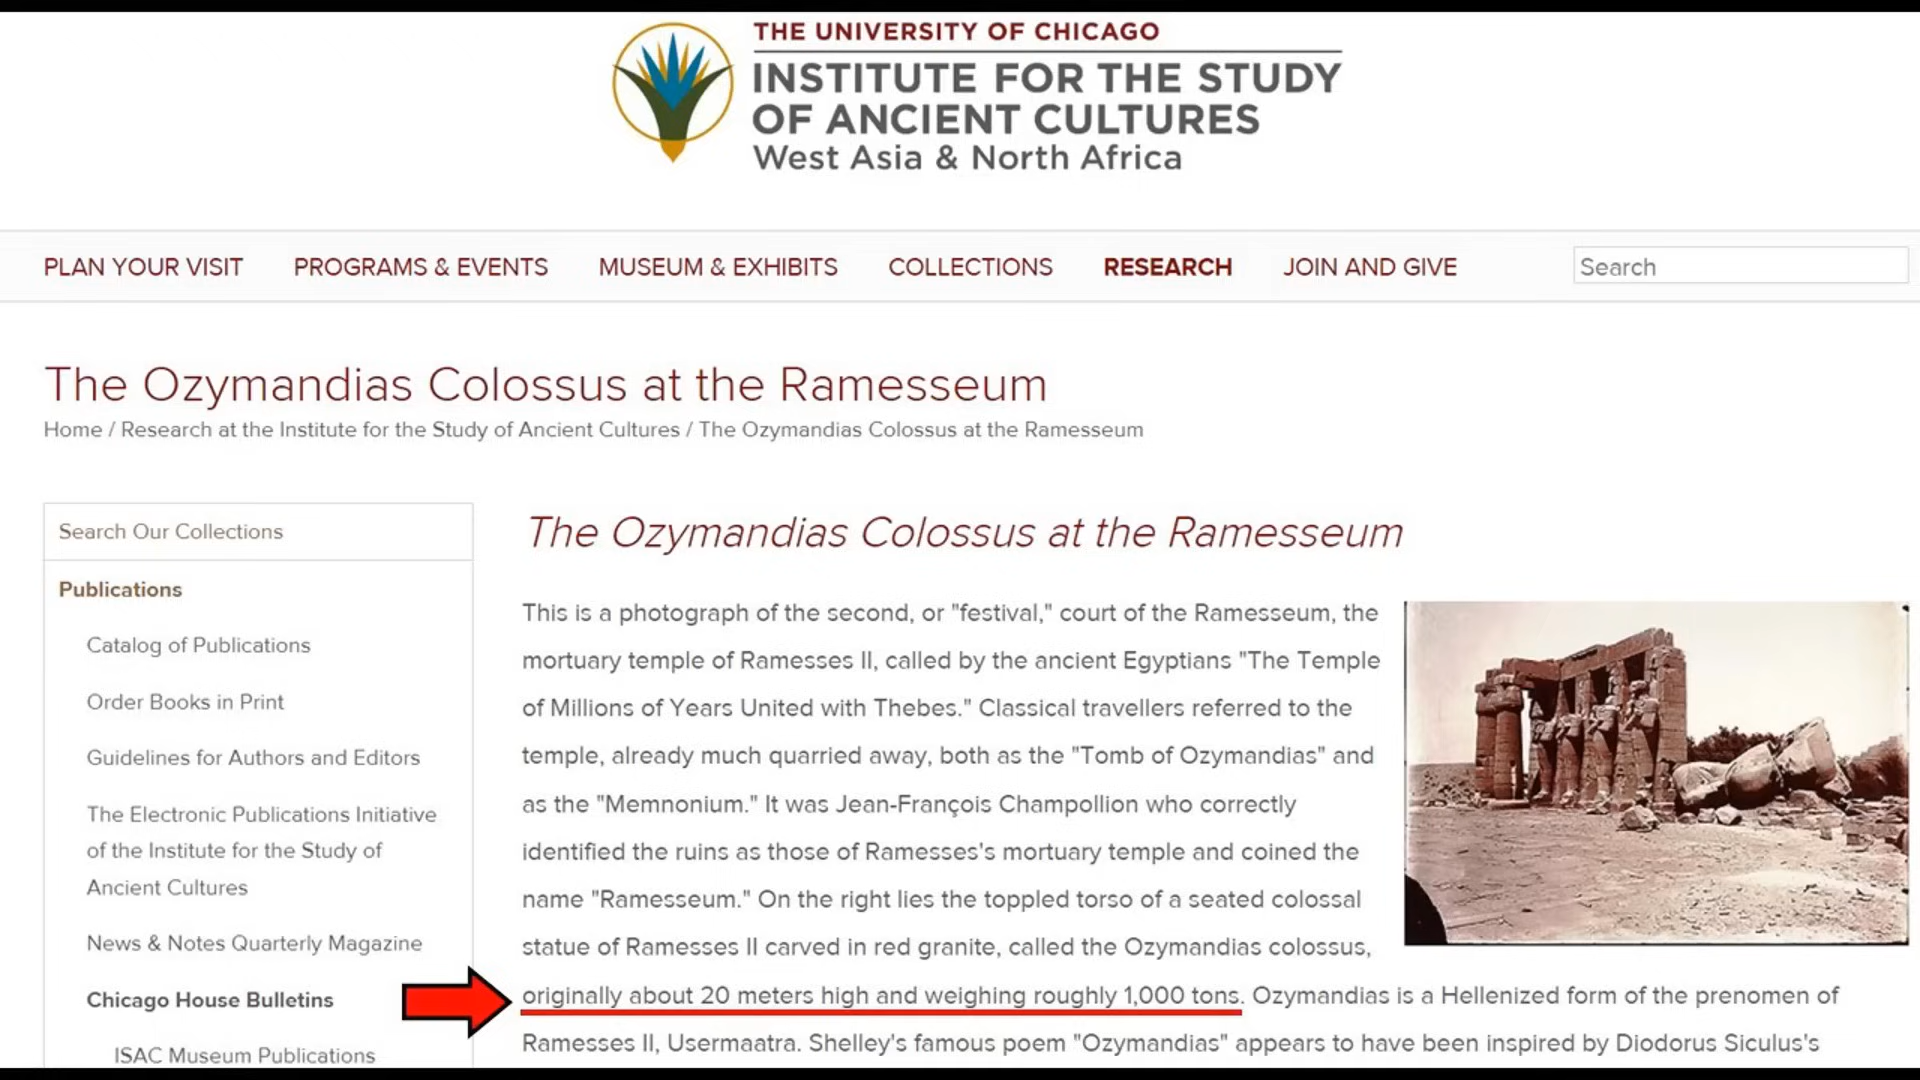 THE UNIVERSITY OF CHICAGO
INSTITUTE FOR THE STUDY
OF ANCIENT CULTURES
West Asia & North Africa
PLAN YOUR VISIT
PROGRAMS & EVENTS
MUSEUM & EXHIBITS
COLLECTIONS
RESEARCH
JOIN AND GIVE
Search
The Ozymandias Colossus at the Ramesseum
Home / Research at the Institute for the Study of Ancient Cultures / The Ozymandias Colossus at the Ramesseum
Search Our Collections
Publications
Catalog of Publications
Order Books in Print
Guidelines for Authors and Editors
The Electronic Publications Initiative
of the Institute for the Study of
Ancient Cultures
News & Notes Quarterly Magazine
Chicago House Bulletins
ISAC Museum Publications
The Ozymandias Colossus at the Ramesseum
This is a photograph of the second, or "festival," court of the Ramesseum, the
mortuary temple of Ramesses II, called by the ancient Egyptians "The Temple
of Millions of Years United with Thebes." Classical travellers referred to the
temple, already much quarried away, both as the "Tomb of Ozymandias" and
as the "Memnonium." It was Jean-François Champollion who correctly
identified the ruins as those of Ramesses's mortuary temple and coined the
name "Ramesseum." On the right lies the toppled torso of a seated colossal
statue of Ramesses II carved in red granite, called the Ozymandias colossus,
originally about 20 meters high and weighing roughly 1,000 tons. Ozymandias is a Hellenized form of the prenomen of
Ramesses II, Usermaatra. Shelley's famous poem "Ozymandias" appears to have been inspired by Diodorus Siculus's